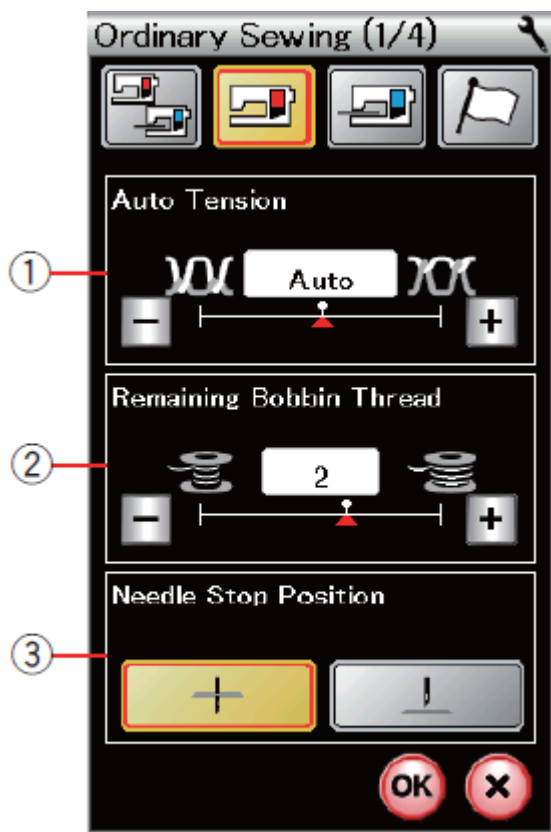 Ordinary Sewing (1/4)
Auto Tension
① Auto
− +
Remaining Bobbin Thread
② 2
− +
Needle Stop Position
③
OK ×